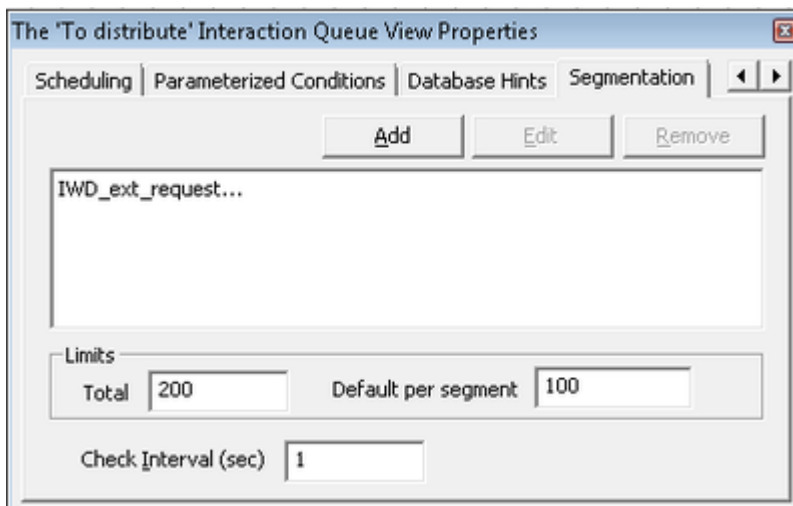 The 'To distribute' Interaction Queue View Properties
Scheduling Parameterized Conditions Database Hints Segmentation
Add Edit Remove
IWD_ext_request...
Limits
Total 200 Default per segment 100
Check Interval (sec) 1